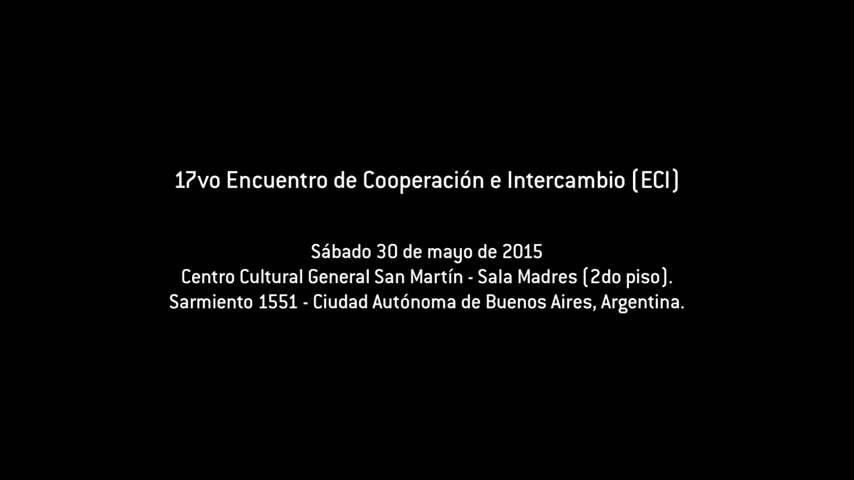 17vo Encuentro de Cooperación e Intercambio (ECI)
Sábado 30 de mayo de 2015
Centro Cultural General San Martín - Sala Madres (2do piso).
Sarmiento 1551 - Ciudad Autónoma de Buenos Aires, Argentina.